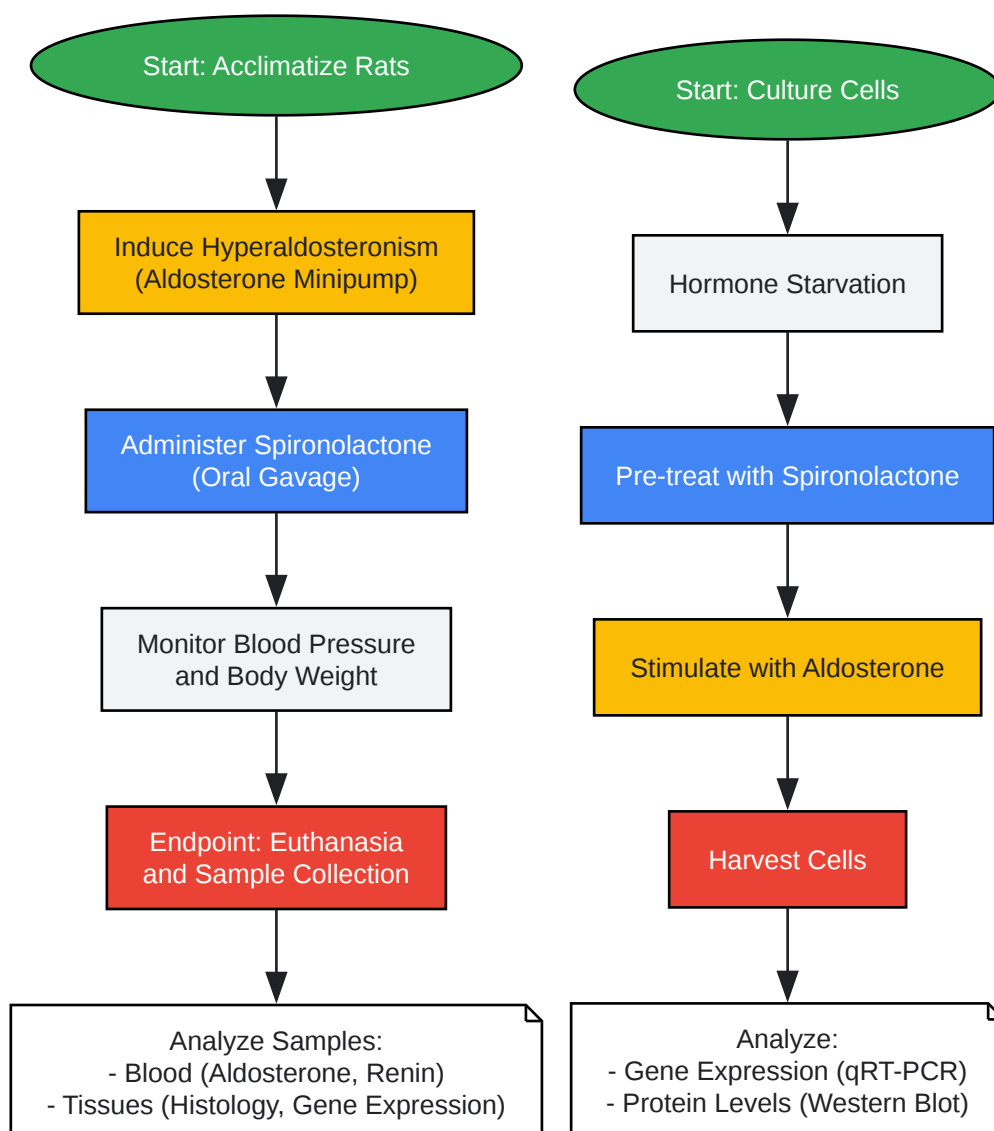 Start: Acclimatize Rats
Induce Hyperaldosteronism
(Aldosterone Minipump)
Administer Spironolactone
(Oral Gavage)
Monitor Blood Pressure
and Body Weight
Endpoint: Euthanasia
and Sample Collection
Analyze Samples:
- Blood (Aldosterone, Renin)
- Tissues (Histology, Gene Expression)
Start: Culture Cells
Hormone Starvation
Pre-treat with Spironolactone
Stimulate with Aldosterone
Harvest Cells
Analyze:
- Gene Expression (qRT-PCR)
- Protein Levels (Western Blot)